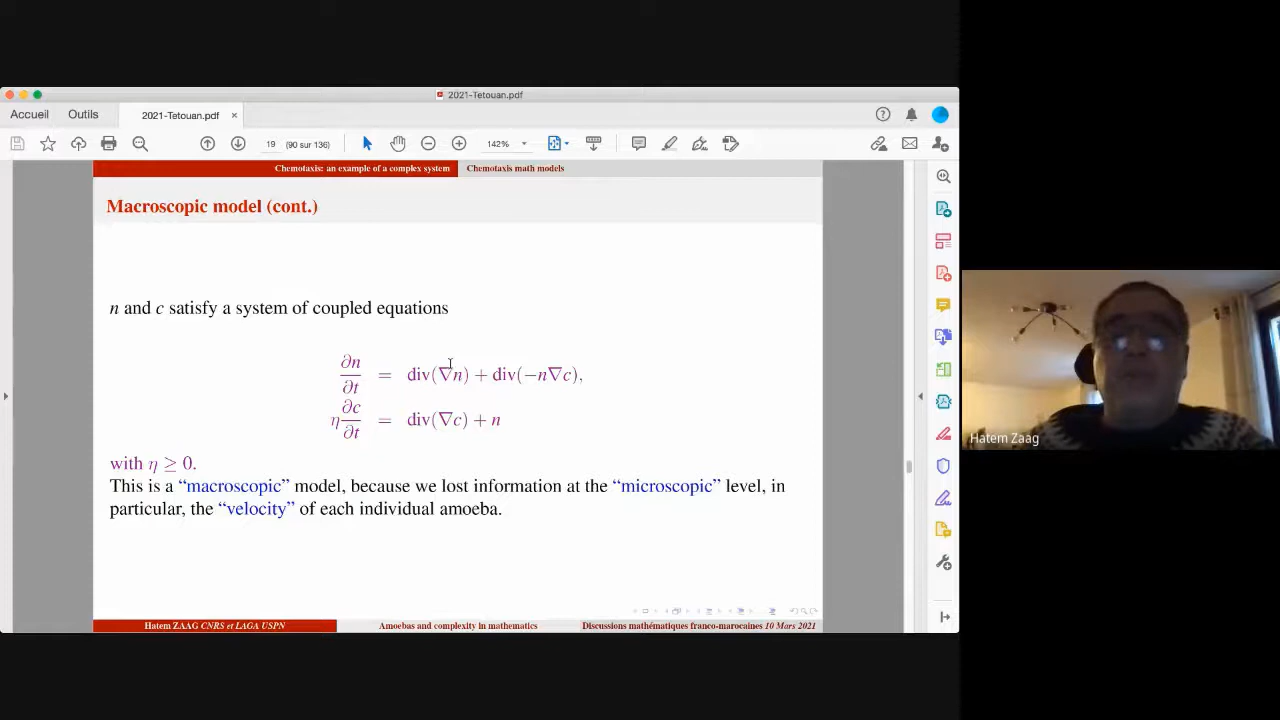 2021-Tetouan.pdf
Accueil Outils 2021-Tetouan.pdf ×
19 (90 sur 136) 142%
Chemotaxis: an example of a complex system Chemotaxis math models
Macroscopic model (cont.)
n and c satisfy a system of coupled equations
∂n/∂t = div(∇n) + div(−n∇c),
η ∂c/∂t = div(∇c) + n
with η ≥ 0.
This is a “macroscopic” model, because we lost information at the “microscopic” level, in
particular, the “velocity” of each individual amoeba.
Hatem Zaag
Hatem ZAAG CNRS et LAGA USPN Amoebas and complexity in mathematics Discussions mathématiques franco-marocaines 10 Mars 2021